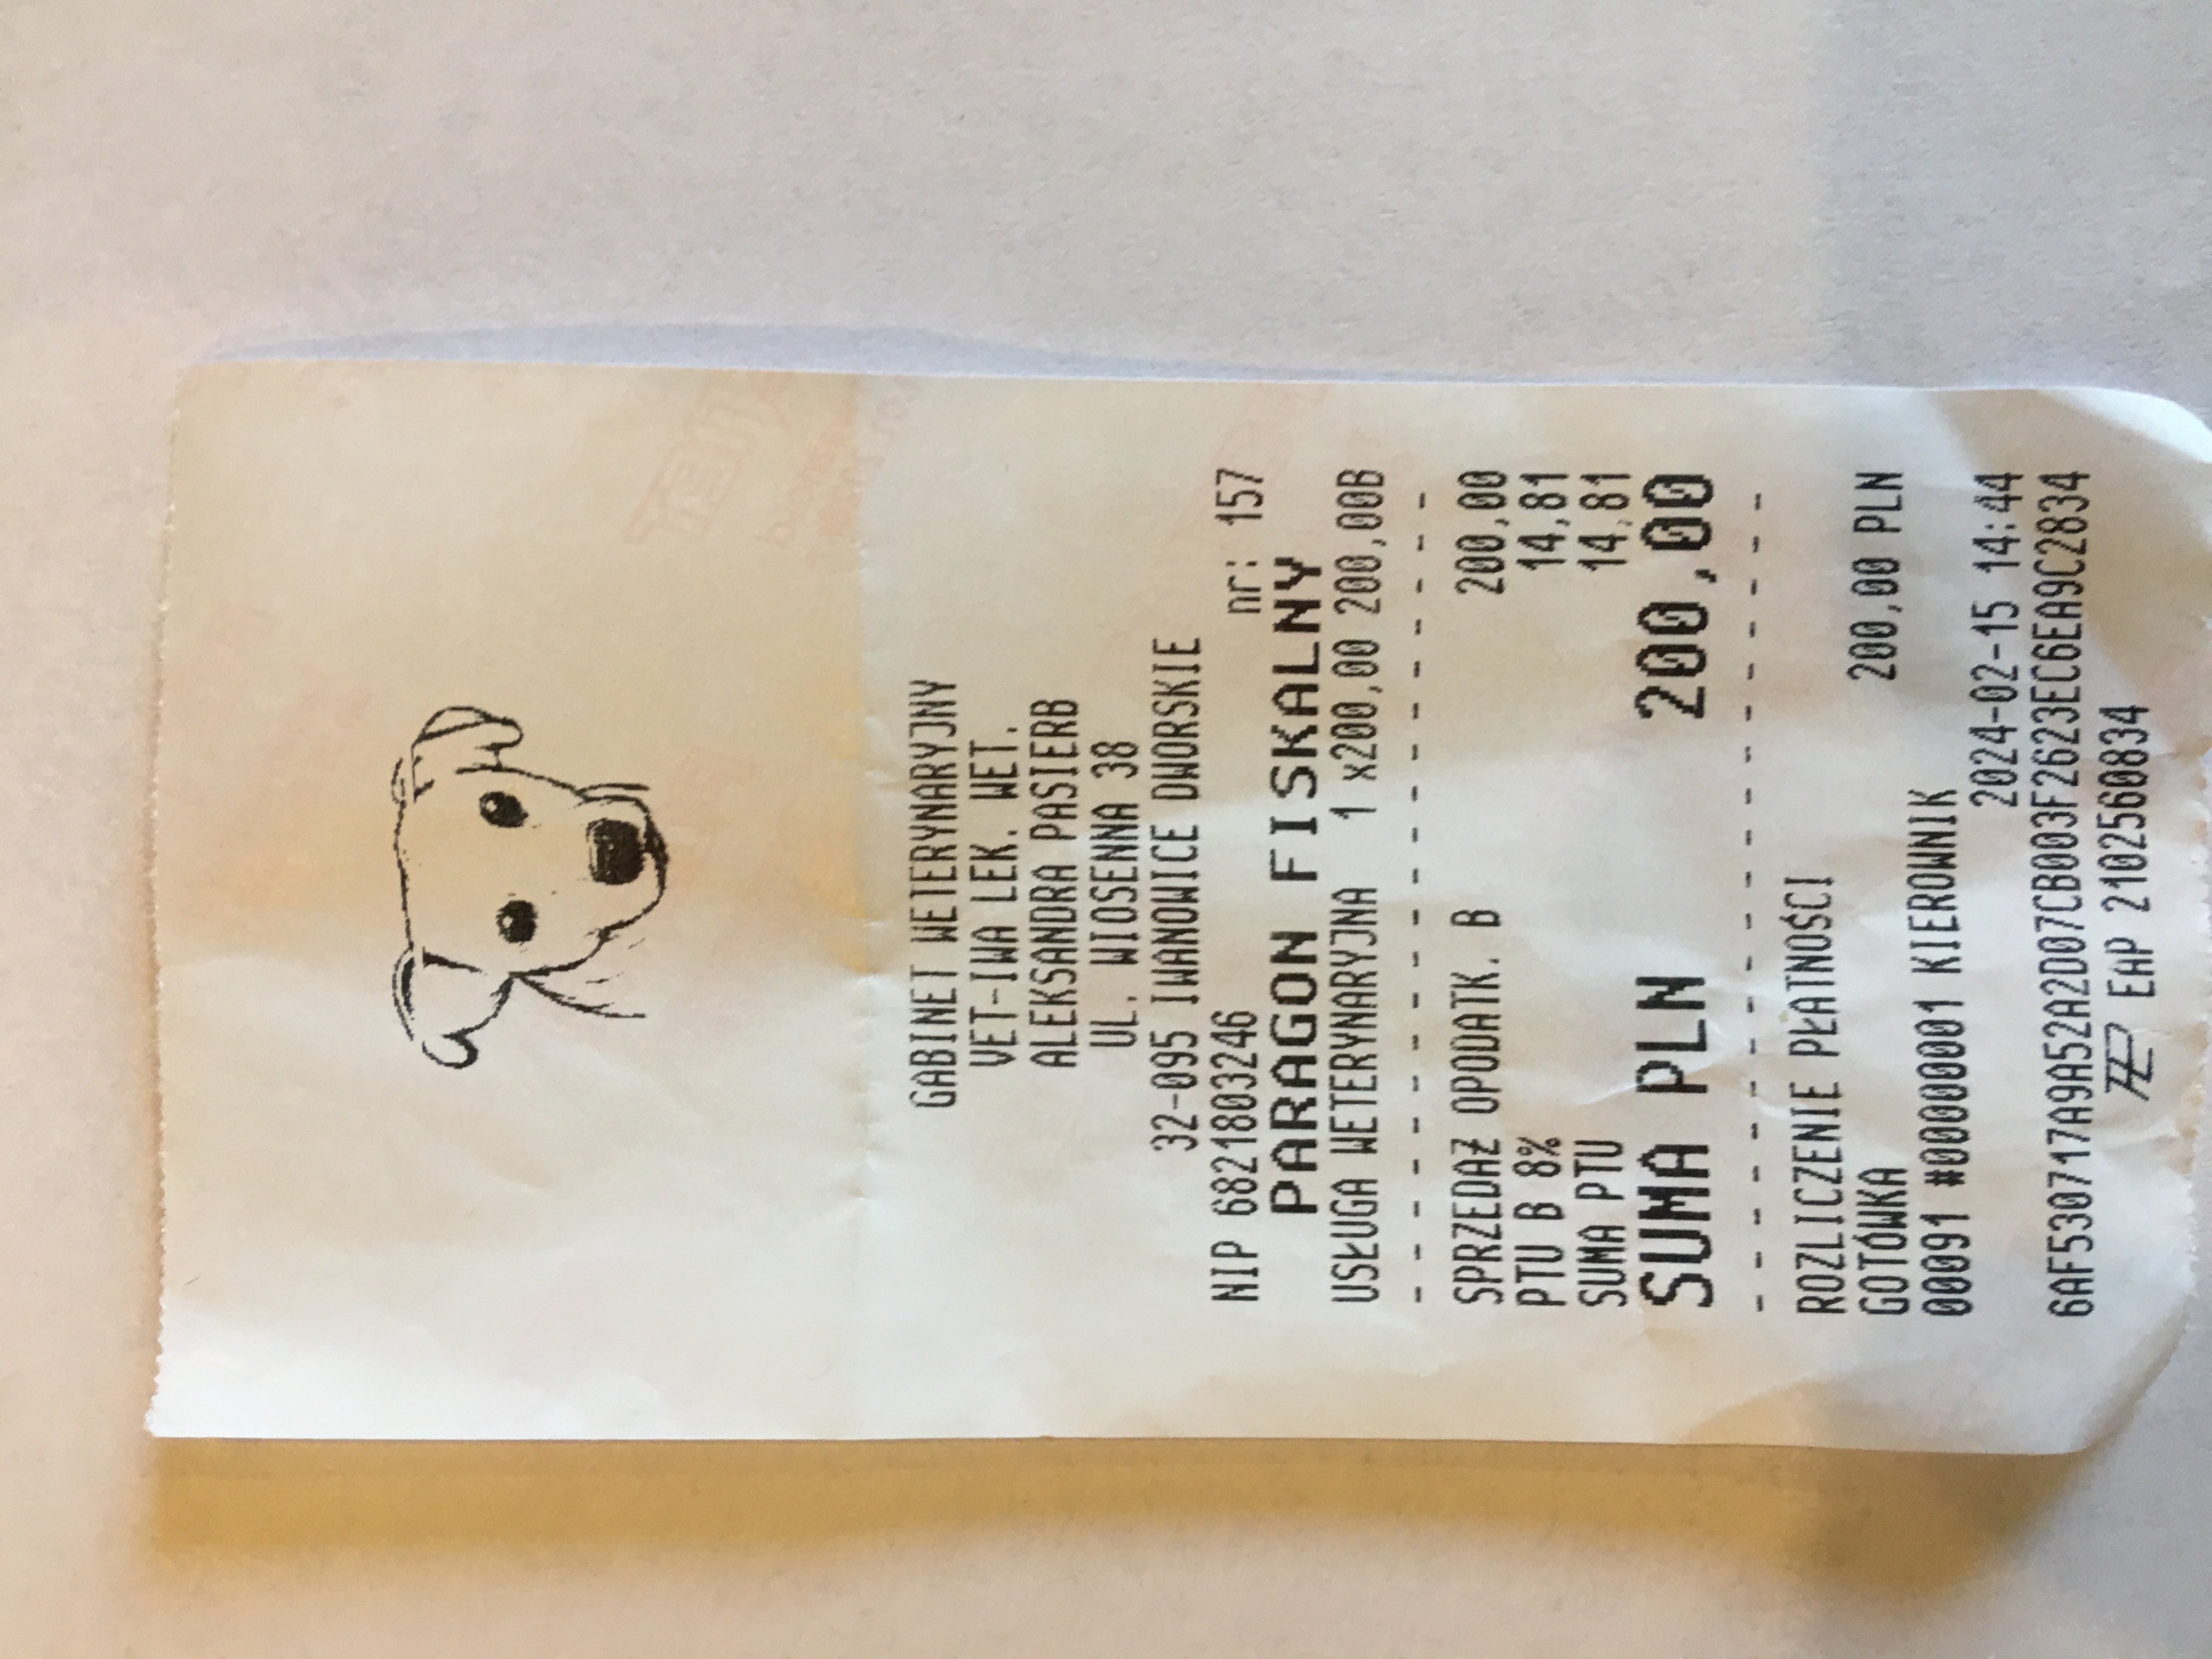 GABINET WETERYNARYJNY
VET-IWA LEK. WET.
ALEKSANDRA PASIERB
UL. WIOSENNA 38
32-095 IWANOWICE DWORSKIE
NIP 6821803246 nr: 157
PARAGON FISKALNY
USŁUGA WETERYNARYJNA 1 x200,00 200,00B
- - - - - - - - - - - - - - - - - - - -
SPRZEDAŻ OPODATK. B 200,00
PTU B 8% 14,81
SUMA PTU 14,81
SUMA PLN 200,00
- - - - - - - - - - - - - - - - - - - -
ROZLICZENIE PŁATNOŚCI
GOTÓWKA 200,00 PLN
00091 #0000001 KIEROWNIK
2024-02-15 14:44
6AF530717A9A52A2D07CB003F2623EC6EA9C2834
EAP 2102560834